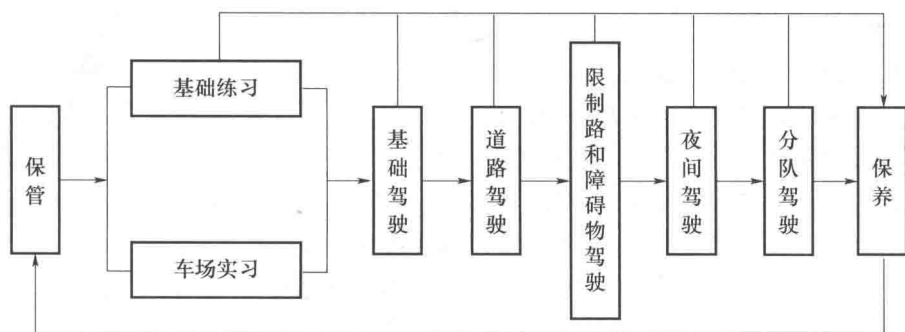 保管
基础练习
车场实习
基础驾驶
道路驾驶
限制路和障碍物驾驶
夜间驾驶
分队驾驶
保养